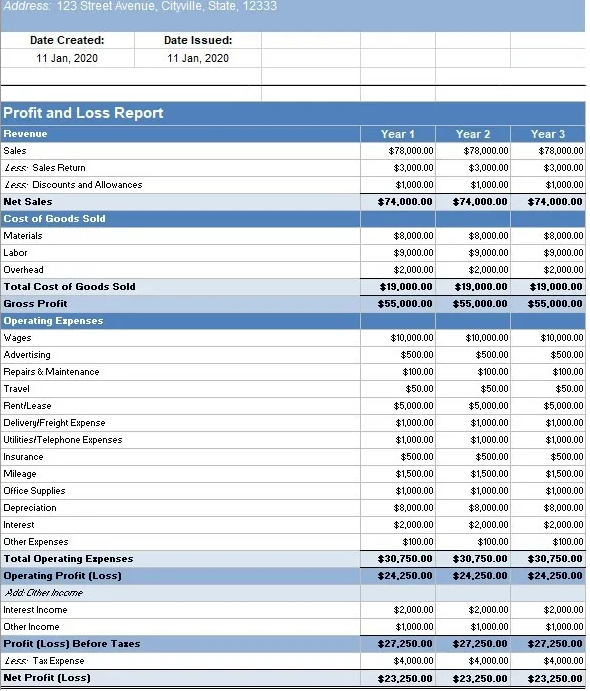 Address: 123 Street Avenue, Cityville, State, 12333
Date Created: Date Issued:
11 Jan, 2020 11 Jan, 2020
Profit and Loss Report
Revenue Year 1 Year 2 Year 3
Sales $78,000.00 $78,000.00 $78,000.00
Less: Sales Return $3,000.00 $3,000.00 $3,000.00
Less: Discounts and Allowances $1,000.00 $1,000.00 $1,000.00
Net Sales $74,000.00 $74,000.00 $74,000.00
Cost of Goods Sold
Materials $8,000.00 $8,000.00 $8,000.00
Labor $9,000.00 $9,000.00 $9,000.00
Overhead $2,000.00 $2,000.00 $2,000.00
Total Cost of Goods Sold $19,000.00 $19,000.00 $19,000.00
Gross Profit $55,000.00 $55,000.00 $55,000.00
Operating Expenses
Wages $10,000.00 $10,000.00 $10,000.00
Advertising $500.00 $500.00 $500.00
Repairs & Maintenance $100.00 $100.00 $100.00
Travel $50.00 $50.00 $50.00
Rent/Lease $5,000.00 $5,000.00 $5,000.00
Delivery/Freight Expense $1,000.00 $1,000.00 $1,000.00
Utilities/Telephone Expenses $1,000.00 $1,000.00 $1,000.00
Insurance $500.00 $500.00 $500.00
Mileage $1,500.00 $1,500.00 $1,500.00
Office Supplies $1,000.00 $1,000.00 $1,000.00
Depreciation $8,000.00 $8,000.00 $8,000.00
Interest $2,000.00 $2,000.00 $2,000.00
Other Expenses $100.00 $100.00 $100.00
Total Operating Expenses $30,750.00 $30,750.00 $30,750.00
Operating Profit (Loss) $24,250.00 $24,250.00 $24,250.00
Add: Other Income
Interest Income $2,000.00 $2,000.00 $2,000.00
Other Income $1,000.00 $1,000.00 $1,000.00
Profit (Loss) Before Taxes $27,250.00 $27,250.00 $27,250.00
Less: Tax Expense $4,000.00 $4,000.00 $4,000.00
Net Profit (Loss) $23,250.00 $23,250.00 $23,250.00